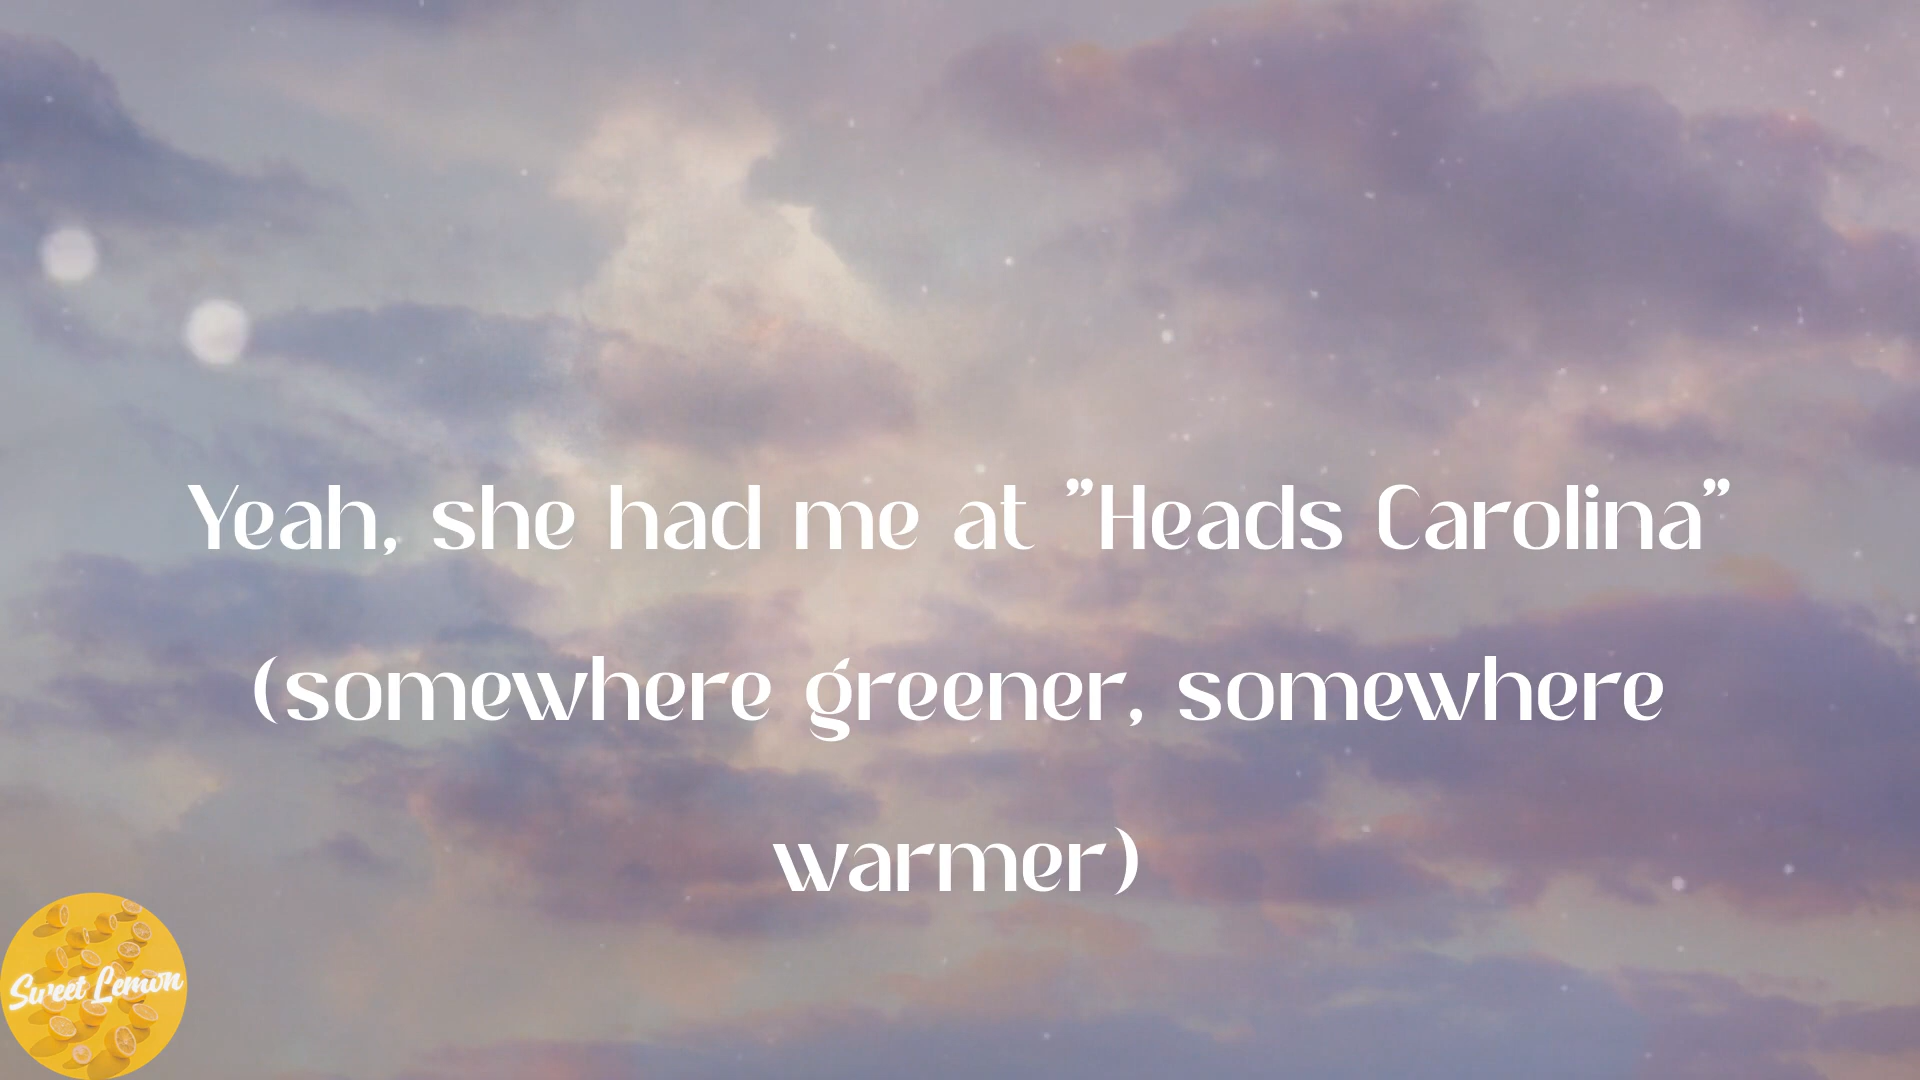 Yeah, she had me at "Heads Carolina"
(somewhere greener, somewhere
warmer)
Sweet Lemon